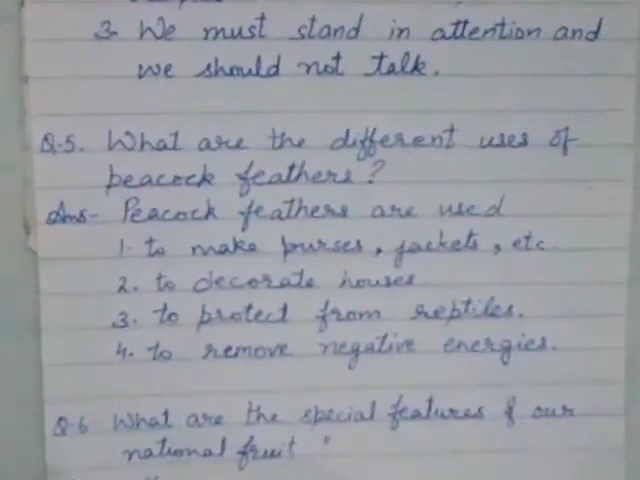 3. We must stand in attention and
we should not talk.
Q.5. What are the different uses of
peacock feathers?
Ans- Peacock feathers are used
1. to make purses, jackets, etc
2. to decorate houses
3. to protect from reptiles.
4. to remove negative energies.
Q.6 What are the special features of our
national fruit